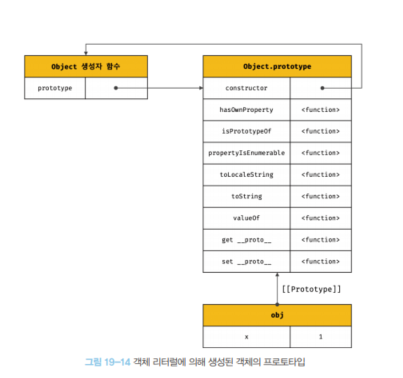 Object 생성자 함수
prototype
Object.prototype
constructor
hasOwnProperty <function>
isPrototypeOf <function>
propertyIsEnumerable <function>
toLocaleString <function>
toString <function>
valueOf <function>
get __proto__ <function>
set __proto__ <function>
[[Prototype]]
obj
x 1
그림 19-14 객체 리터럴에 의해 생성된 객체의 프로토타입